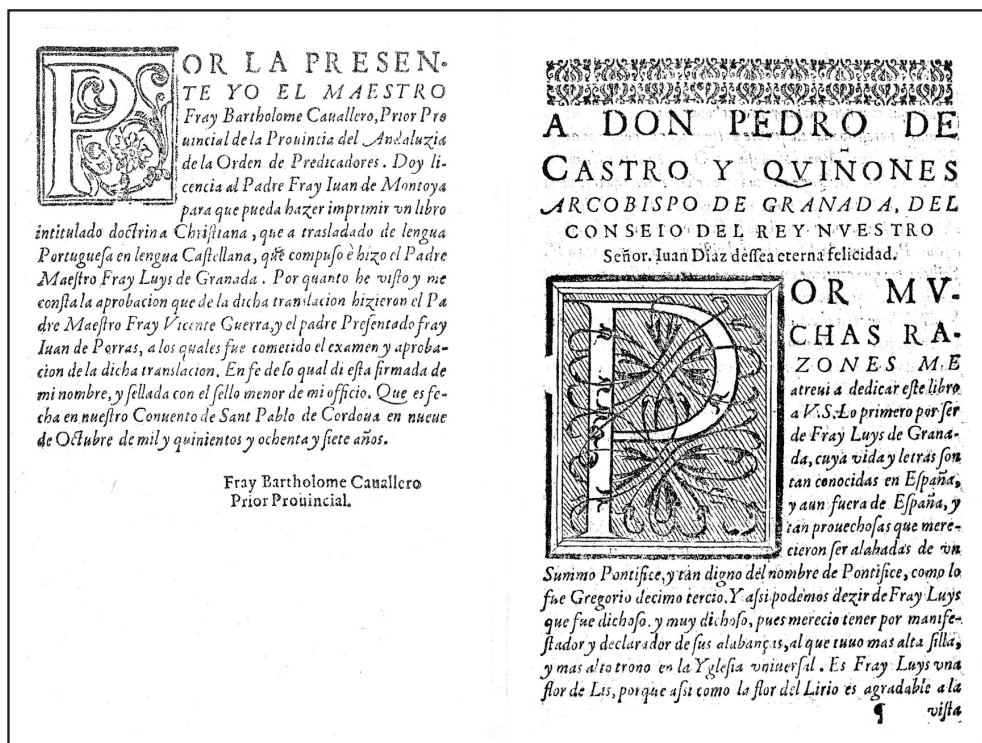 POR LA PRESEN-
TE YO EL MAESTRO
Fray Bartholome Cauallero, Prior Pro
uincial de la Prouincia del Andaluzia
de la Orden de Predicadores. Doy li-
cencia al Padre Fray Iuan de Montoya
para que pueda hazer imprimir vn libro
intitulado doctrina Christiana, que a trasladado de lengua
Portuguesa en lengua Castellana, que compuso è hizo el Padre
Maestro Fray Luys de Granada. Por quanto he visto y me
consta la aprobacion que de la dicha translacion hizieron el Pa
dre Maestro Fray Vicente Guerra, y el padre Presentado fray
Iuan de Porras, a los quales fue cometido el examen y aproba-
cion de la dicha translacion. En fe de lo qual di esta firmada de
mi nombre, y sellada con el sello menor de mi officio. Que es fe-
cha en nuestro Conuento de Sant Pablo de Cordoua en nueue
de Octubre de mil y quinientos y ochenta y siete años.
Fray Bartholome Cauallero
Prior Prouincial.
A DON PEDRO DE
CASTRO Y QVIÑONES
ARCOBISPO DE GRANADA, DEL
CONSEIO DEL REY NVESTRO
Señor. Iuan Diaz dessea eterna felicidad.
POR MV-
CHAS RA-
ZONES ME
atreui a dedicar este libro
a V.S. Lo primero por ser
de Fray Luys de Grana-
da, cuya vida y letras son
tan conocidas en España,
y aun fuera de España, y
tan prouechosas que mere-
cieron ser alabadas de vn
Summo Pontifice, y tan digno del nombre de Pontifice, como lo
fue Gregorio decimo tercio. Y assi podemos dezir de Fray Luys
que fue dichoso, y muy dichoso, pues merecio tener por manife-
stador y declarador de sus alabanças, al que tuuo mas alta silla,
y mas alto trono en la Yglesia vniuersal. Es Fray Luys vna
flor de Lis, porque assi como la flor del Lirio es agradable a la
¶ vista